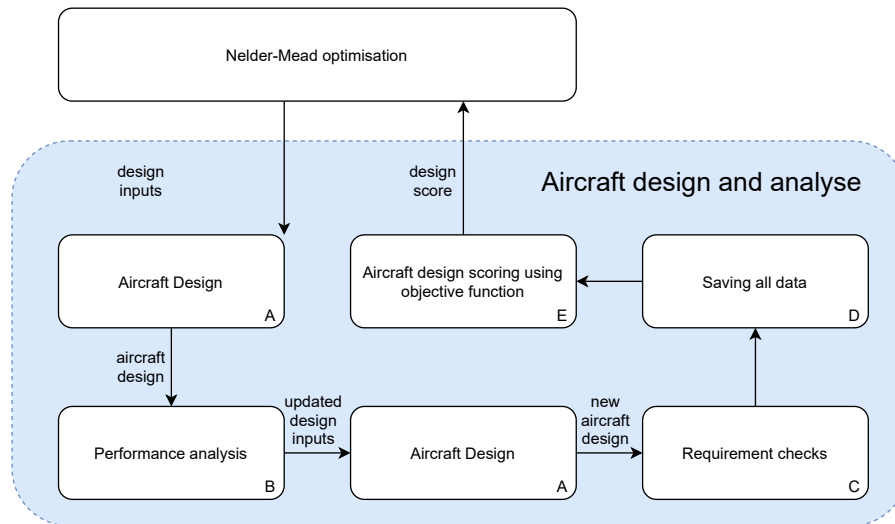 Nelder-Mead optimisation
design
inputs
design
score
Aircraft design and analyse
Aircraft Design
A
Aircraft design scoring using
objective function
E
Saving all data
D
aircraft
design
updated
design
inputs
new
aircraft
design
Performance analysis
B
Aircraft Design
A
Requirement checks
C